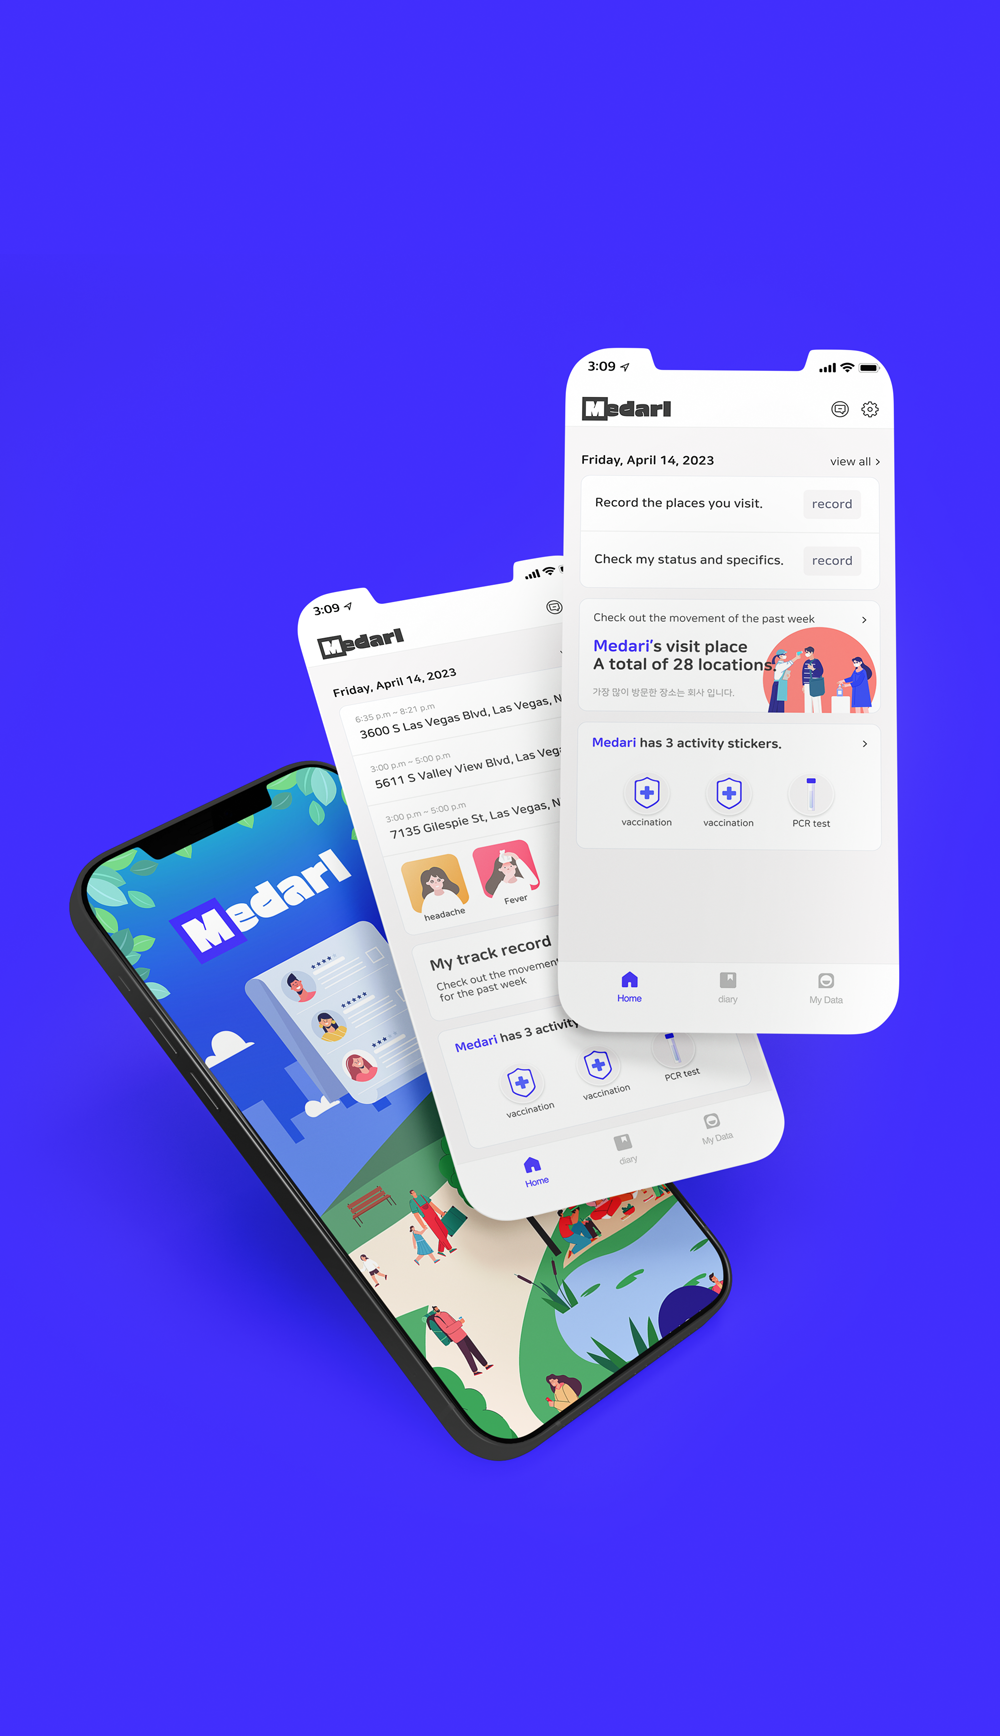 3:09
Medari
Friday, April 14, 2023
view all >
Record the places you visit.
record
Check my status and specifics.
record
Check out the movement of the past week
Medari's visit place
A total of 28 locations.
가장 많이 방문한 장소는 회사 입니다.
Medari has 3 activity stickers.
vaccination
vaccination
PCR test
Home
diary
My Data
3:09
Medari
Friday, April 14, 2023
6:35 p.m ~ 8:21 p.m
3600 S Las Vegas Blvd, Las Vegas, N
3:00 p.m ~ 5:00 p.m
5611 S Valley View Blvd, Las Vega
3:00 p.m ~ 5:00 p.m
7135 Gilespie St, Las Vegas, N
headache
Fever
My track record
Check out the movement
for the past week
Medari has 3 activity
vaccination
vaccination
PCR test
Home
diary
My Data
Medari